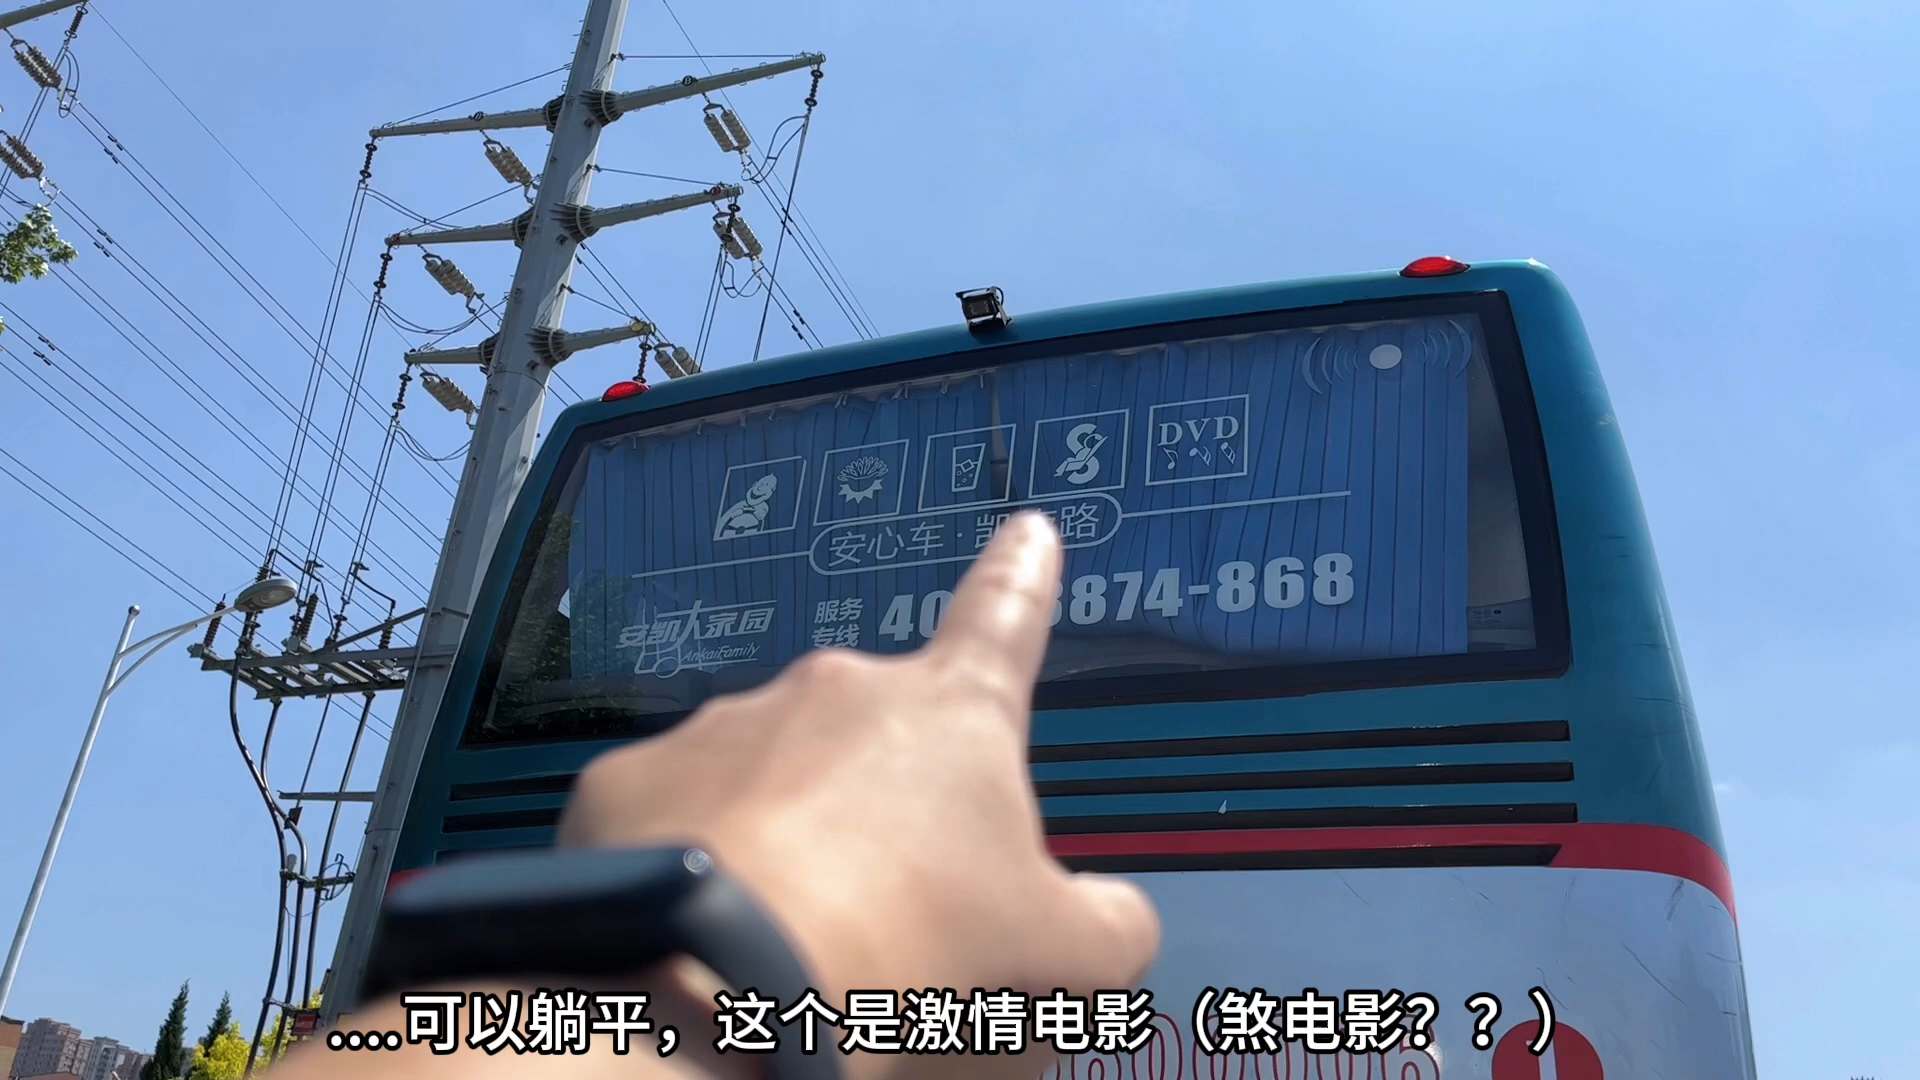 DVD
安心车·凯 路
安凯大家园
AnkaiFamily
服务
专线
40 8874-868
....可以躺平，这个是激情电影（煞电影？？）